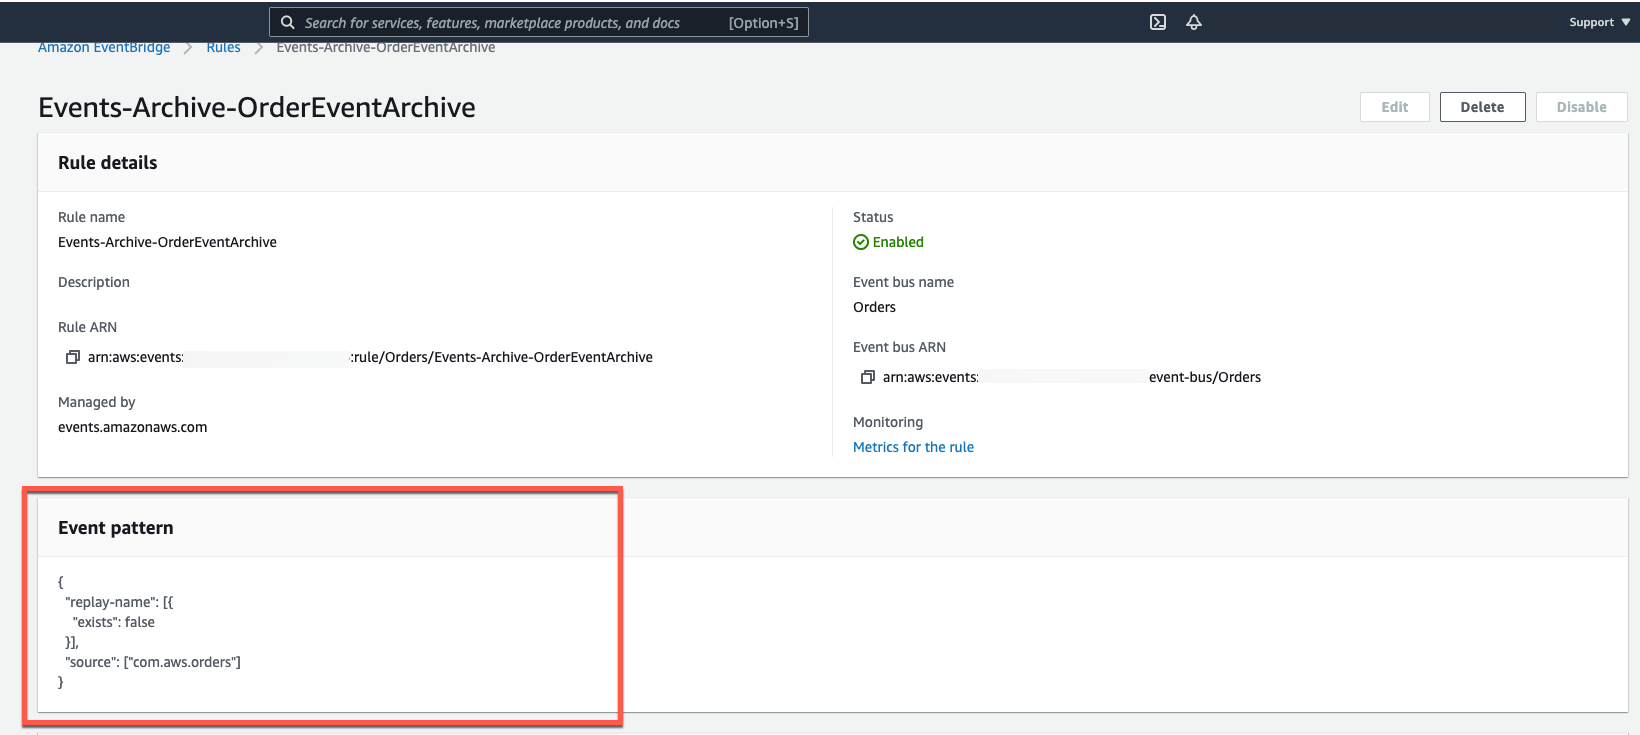 Search for services, features, marketplace products, and docs [Option+S]
Support
Amazon EventBridge > Rules > Events-Archive-OrderEventArchive
Events-Archive-OrderEventArchive
Edit Delete Disable
Rule details
Rule name
Events-Archive-OrderEventArchive
Description
Rule ARN
arn:aws:events: :rule/Orders/Events-Archive-OrderEventArchive
Managed by
events.amazonaws.com
Status
Enabled
Event bus name
Orders
Event bus ARN
arn:aws:events: event-bus/Orders
Monitoring
Metrics for the rule
Event pattern
{
"replay-name": [{
"exists": false
}],
"source": ["com.aws.orders"]
}